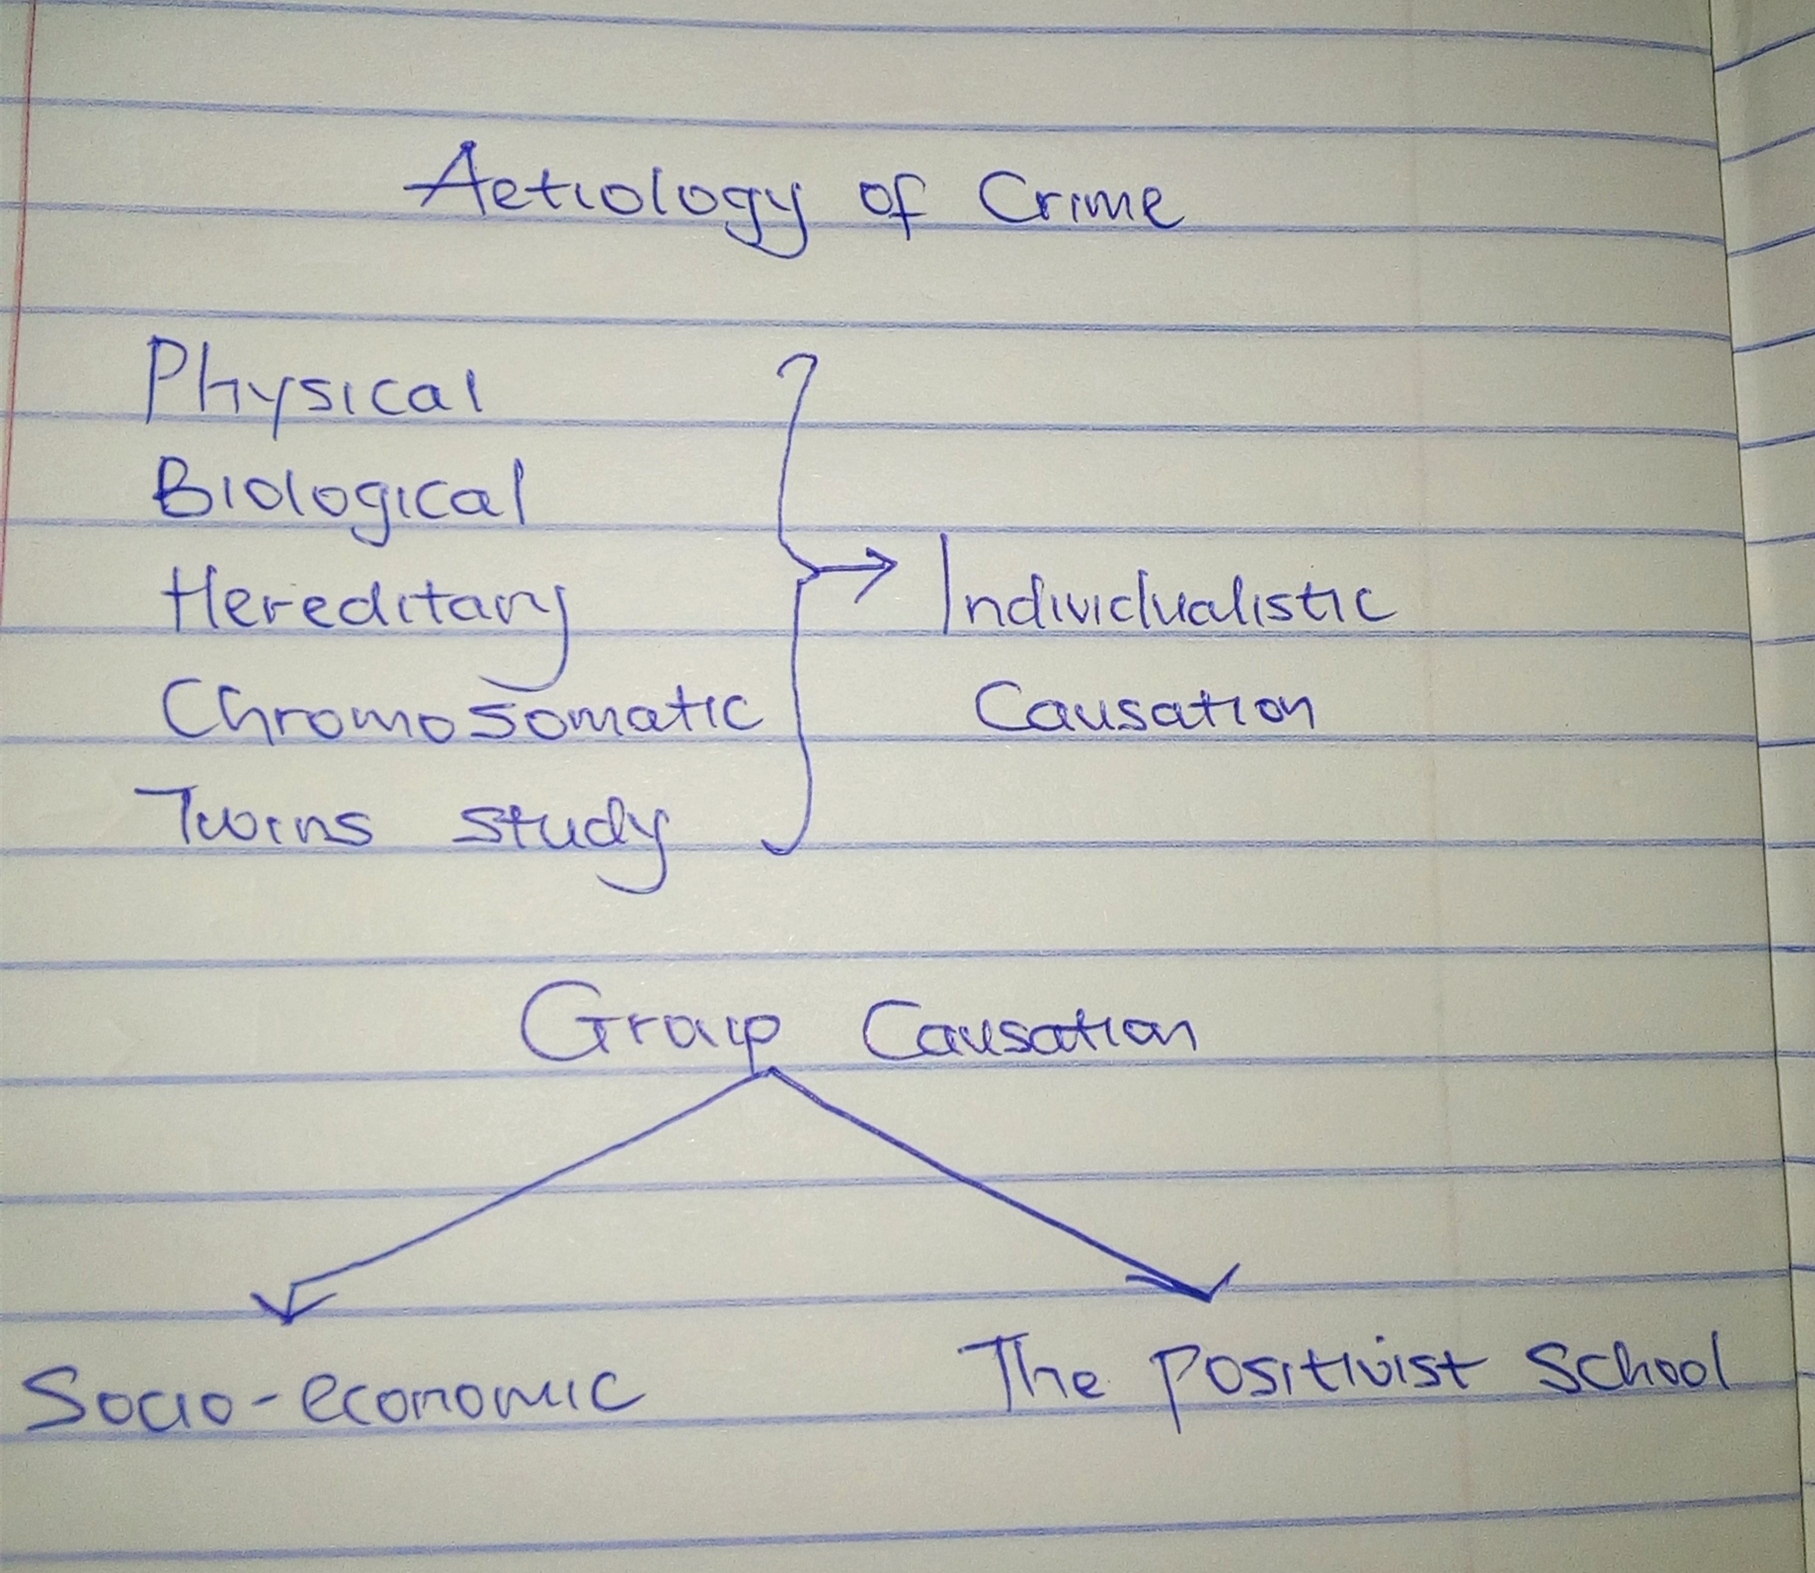 Aetiology of Crime
Physical
Biological
Hereditary
Chromosomatic
Twins study
Individualistic
Causation
Group Causation
Socio-economic
The Positivist School